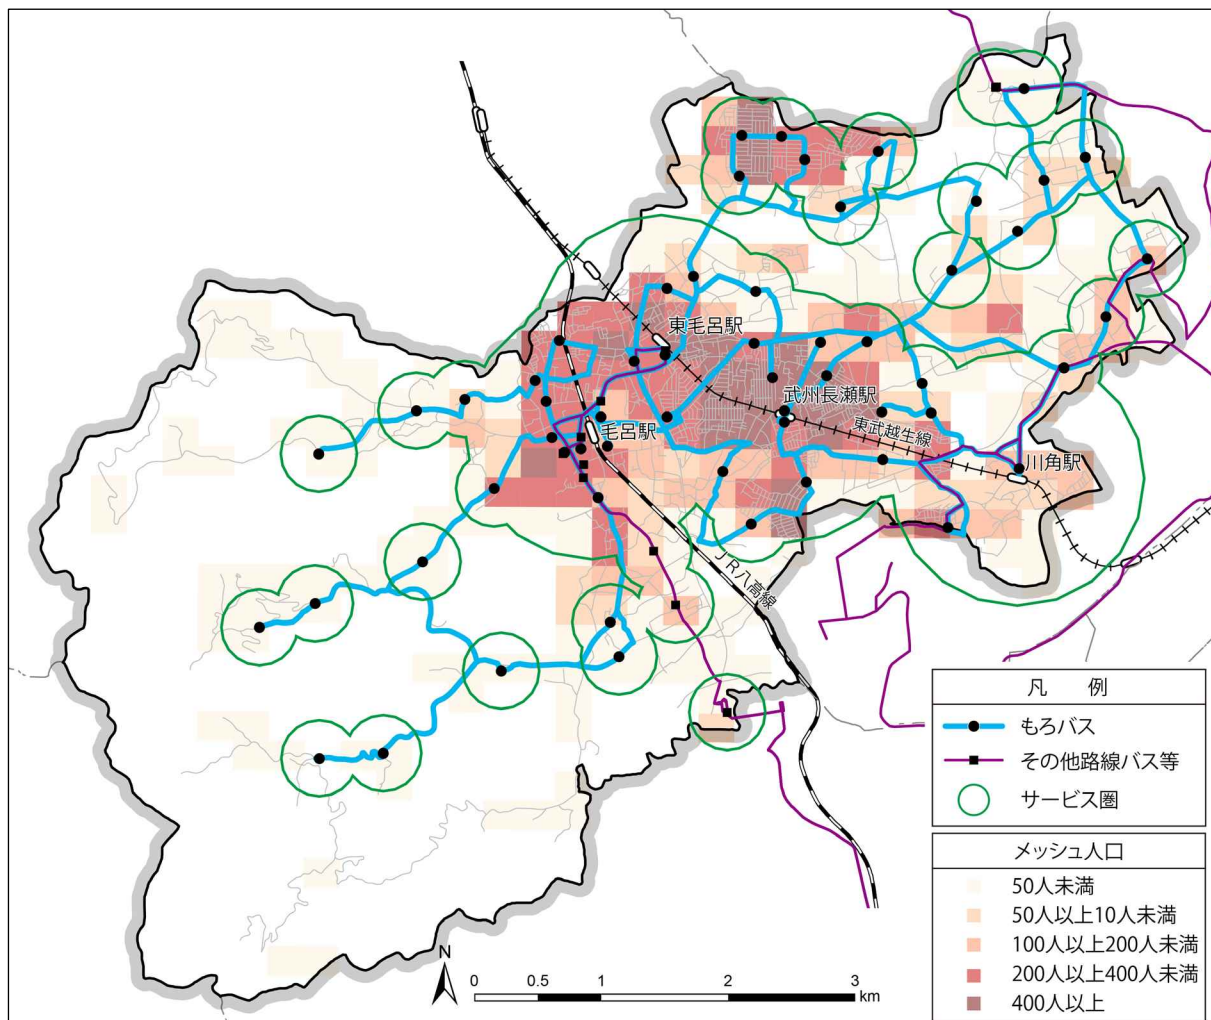 東毛呂駅
武州長瀬駅
毛呂駅
東武越生線
川角駅
JR八高線
凡 例
もろバス
その他路線バス等
サービス圏
メッシュ人口
50人未満
50人以上10人未満
100人以上200人未満
200人以上400人未満
400人以上
N
0 0.5 1 2 3
km